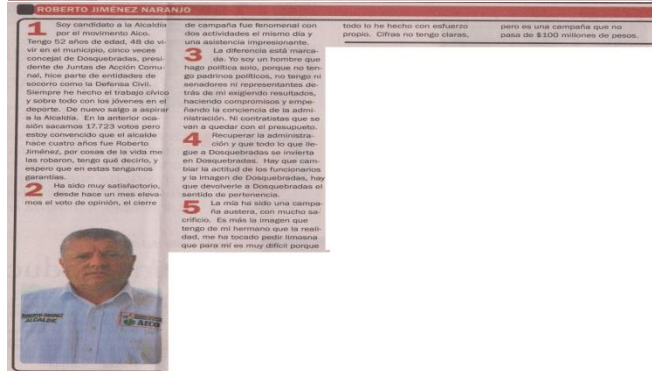 ROBERTO JIMÉNEZ NARANJO
1 Soy candidato a la Alcaldía
por el movimiento Aico.
Tengo 52 años de edad, 48 de vi-
vir en el municipio, cinco veces
concejal de Dosquebradas, presi-
dente de Juntas de Acción Comu-
nal, hice parte de entidades de
socorro como la Defensa Civil.
Siempre he hecho el trabajo cívico
y sobre todo con los jóvenes en el
deporte. De nuevo salgo a aspirar
a la Alcaldía. En la anterior oca-
sión sacamos 17.723 votos pero
estoy convencido que el alcalde
hace cuatro años fue Roberto
Jiménez, por cosas de la vida me
las robaron, tengo qué decirlo, y
espero que en estas tengamos
garantías.
2 Ha sido muy satisfactorio,
desde hace un mes eleva-
mos el voto de opinión, el cierre
de campaña fue fenomenal con
dos actividades el mismo día y
una asistencia impresionante.
3 La diferencia está marca-
da. Yo soy un hombre que
hago política solo, porque no ten-
go padrinos políticos, no tengo ni
senadores ni representantes de-
trás de mi exigiendo resultados,
haciendo compromisos y empe-
ñando la conciencia de la admi-
nistración. Ni contratistas que se
van a quedar con el presupuesto.
4 Recuperar la administra-
ción y que todo lo que lle-
gue a Dosquebradas se invierta
en Dosquebradas. Hay que cam-
biar la actitud de los funcionarios
y la imagen de Dosquebradas, hay
que devolverle a Dosquebradas el
sentido de pertenencia.
5 La mía ha sido una campa-
ña austera, con mucho sa-
crificio. Es más la imagen que
tengo de mi hermano que la reali-
dad, me ha tocado pedir limosna
que para mí es muy difícil porque
todo lo he hecho con esfuerzo
propio. Cifras no tengo claras,
pero es una campaña que no
pasa de $100 millones de pesos.
ROBERTO JIMÉNEZ
ALCALDE
AICO